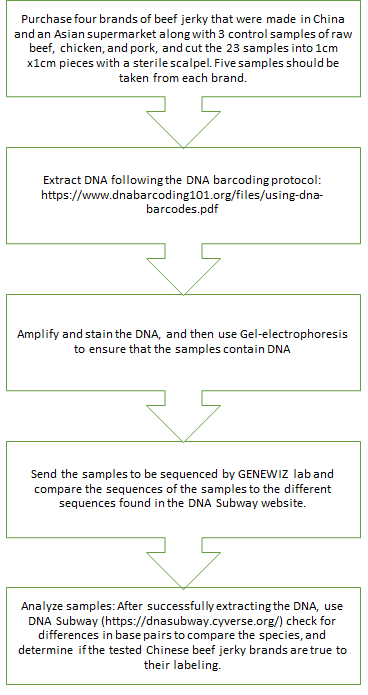 Purchase four brands of beef jerky that were made in China
and an Asian supermarket along with 3 control samples of raw
beef, chicken, and pork, and cut the 23 samples into 1cm
x1cm pieces with a sterile scalpel. Five samples should be
taken from each brand.
Extract DNA following the DNA barcoding protocol:
https://www.dnabarcoding101.org/files/using-dna-
barcodes.pdf
Amplify and stain the DNA, and then use Gel-electrophoresis
to ensure that the samples contain DNA
Send the samples to be sequenced by GENEWIZ lab and
compare the sequences of the samples to the different
sequences found in the DNA Subway website.
Analyze samples: After successfully extracting the DNA, use
DNA Subway (https://dnasubway.cyverse.org/) check for
differences in base pairs to compare the species, and
determine if the tested Chinese beef jerky brands are true to
their labeling.